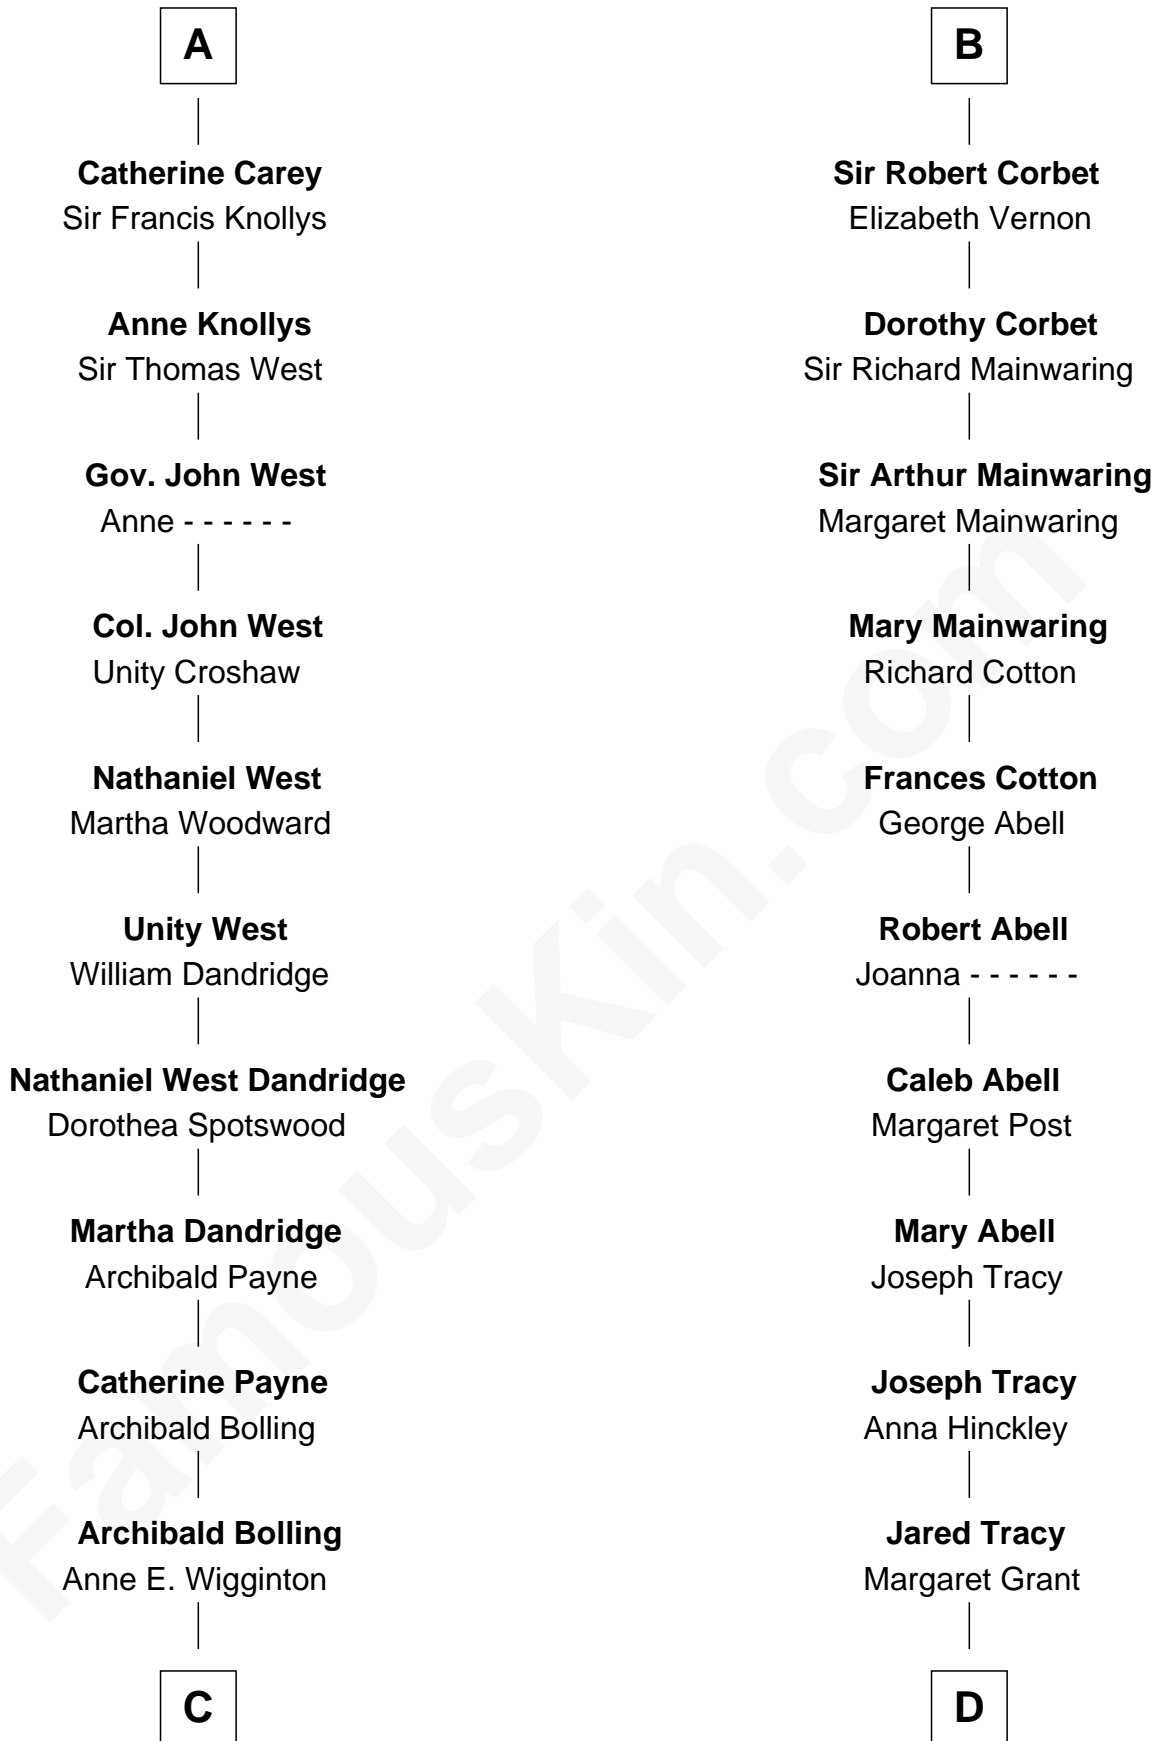 A
Catherine Carey
Sir Francis Knollys
Anne Knollys
Sir Thomas West
Gov. John West
Anne - - - - - -
Col. John West
Unity Croshaw
Nathaniel West
Martha Woodward
Unity West
William Dandridge
Nathaniel West Dandridge
Dorothea Spotswood
Martha Dandridge
Archibald Payne
Catherine Payne
Archibald Bolling
Archibald Bolling
Anne E. Wigginton
C
B
Sir Robert Corbet
Elizabeth Vernon
Dorothy Corbet
Sir Richard Mainwaring
Sir Arthur Mainwaring
Margaret Mainwaring
Mary Mainwaring
Richard Cotton
Frances Cotton
George Abell
Robert Abell
Joanna - - - - - -
Caleb Abell
Margaret Post
Mary Abell
Joseph Tracy
Joseph Tracy
Anna Hinckley
Jared Tracy
Margaret Grant
D
FamousKin.com